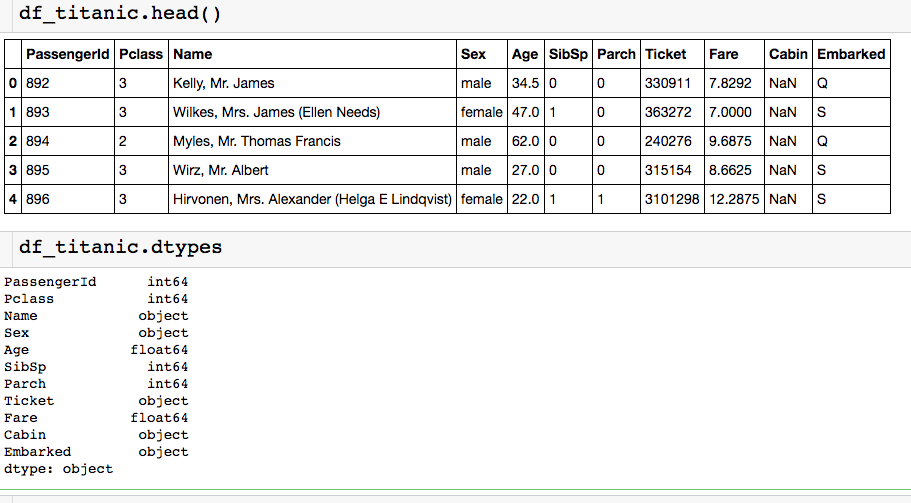 df_titanic.head()
PassengerId Pclass Name Sex Age SibSp Parch Ticket Fare Cabin Embarked
0 892 3 Kelly, Mr. James male 34.5 0 0 330911 7.8292 NaN Q
1 893 3 Wilkes, Mrs. James (Ellen Needs) female 47.0 1 0 363272 7.0000 NaN S
2 894 2 Myles, Mr. Thomas Francis male 62.0 0 0 240276 9.6875 NaN Q
3 895 3 Wirz, Mr. Albert male 27.0 0 0 315154 8.6625 NaN S
4 896 3 Hirvonen, Mrs. Alexander (Helga E Lindqvist) female 22.0 1 1 3101298 12.2875 NaN S
df_titanic.dtypes
PassengerId int64
Pclass int64
Name object
Sex object
Age float64
SibSp int64
Parch int64
Ticket object
Fare float64
Cabin object
Embarked object
dtype: object